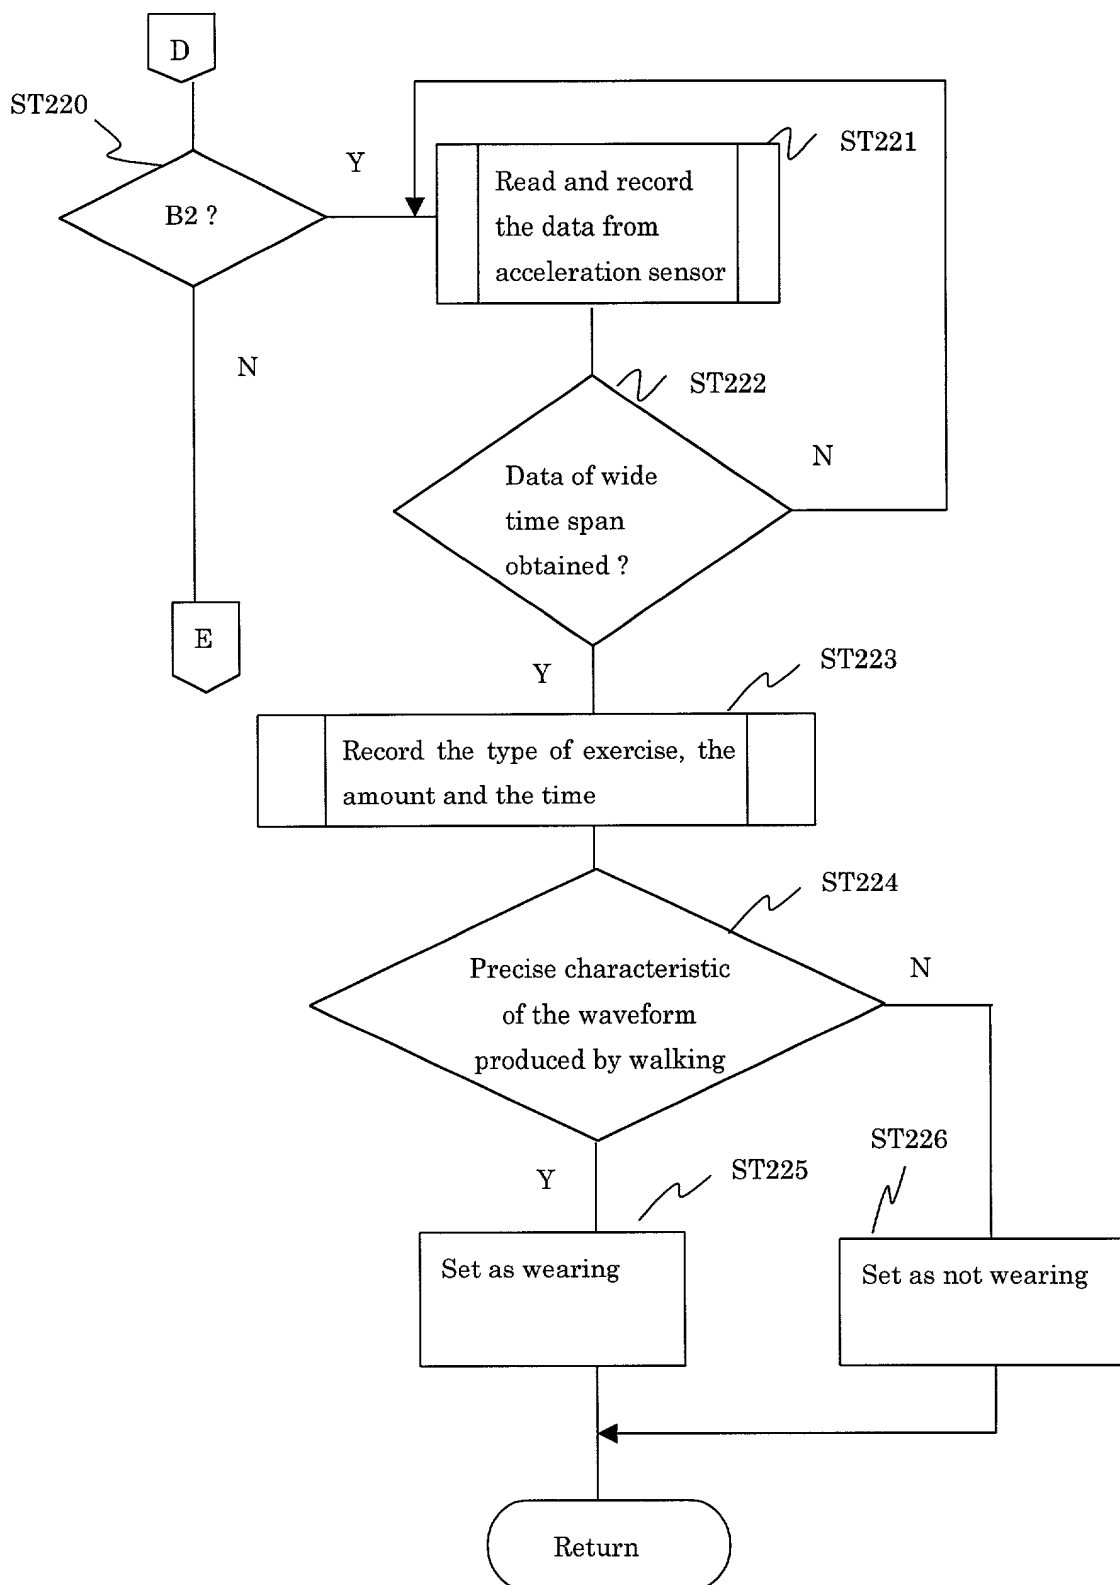 D
ST220
Y
ST221
B2 ?
Read and record
the data from
acceleration sensor
N
ST222
N
Data of wide
time span
obtained ?
E
Y
ST223
Record the type of exercise, the
amount and the time
ST224
Precise characteristic
of the waveform
produced by walking
N
ST226
Y
ST225
Set as wearing
Set as not wearing
Return